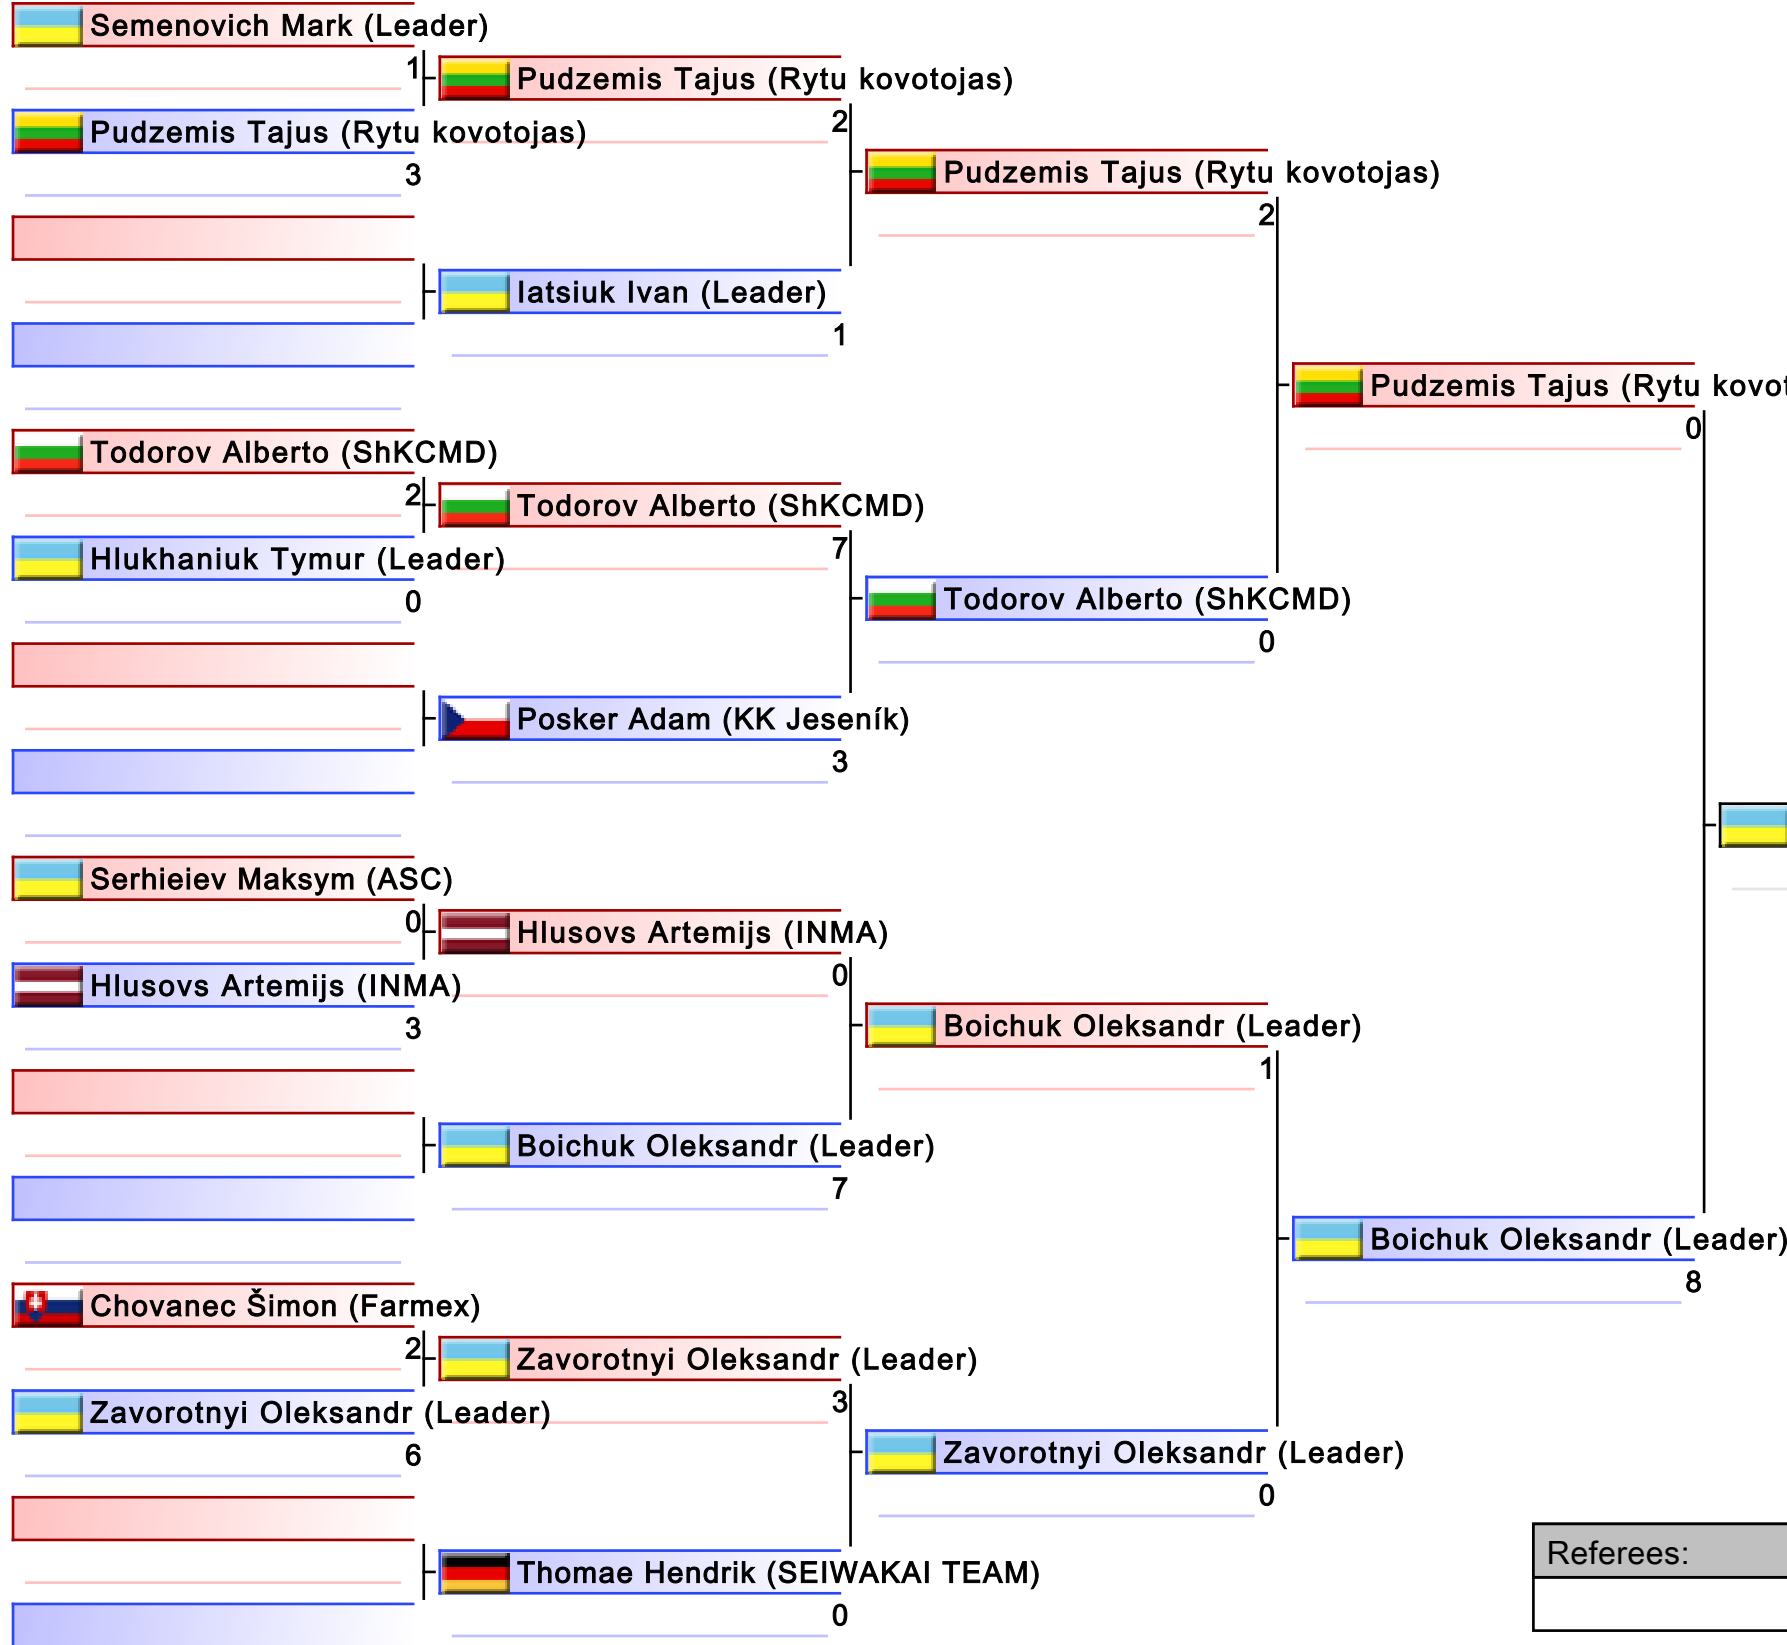 Semenovich Mark (Leader)
1
Pudzemis Tajus (Rytu kovotojas)
3
Todorov Alberto (ShKCMD)
2
Hlukhaniuk Tymur (Leader)
0
Serhieiev Maksym (ASC)
0
Hlusovs Artemijs (INMA)
3
Chovanec Šimon (Farmex)
2
Zavorotnyi Oleksandr (Leader)
6
Pudzemis Tajus (Rytu kovotojas)
2
Iatsiuk Ivan (Leader)
1
Todorov Alberto (ShKCMD)
7
Posker Adam (KK Jeseník)
3
Hlusovs Artemijs (INMA)
0
Boichuk Oleksandr (Leader)
7
Zavorotnyi Oleksandr (Leader)
3
Thomae Hendrik (SEIWAKAI TEAM)
0
Pudzemis Tajus (Rytu kovotojas)
2
Todorov Alberto (ShKCMD)
0
Boichuk Oleksandr (Leader)
1
Zavorotnyi Oleksandr (Leader)
0
Pudzemis Tajus (Rytu kovot
0
Boichuk Oleksandr (Leader)
8
Referees: